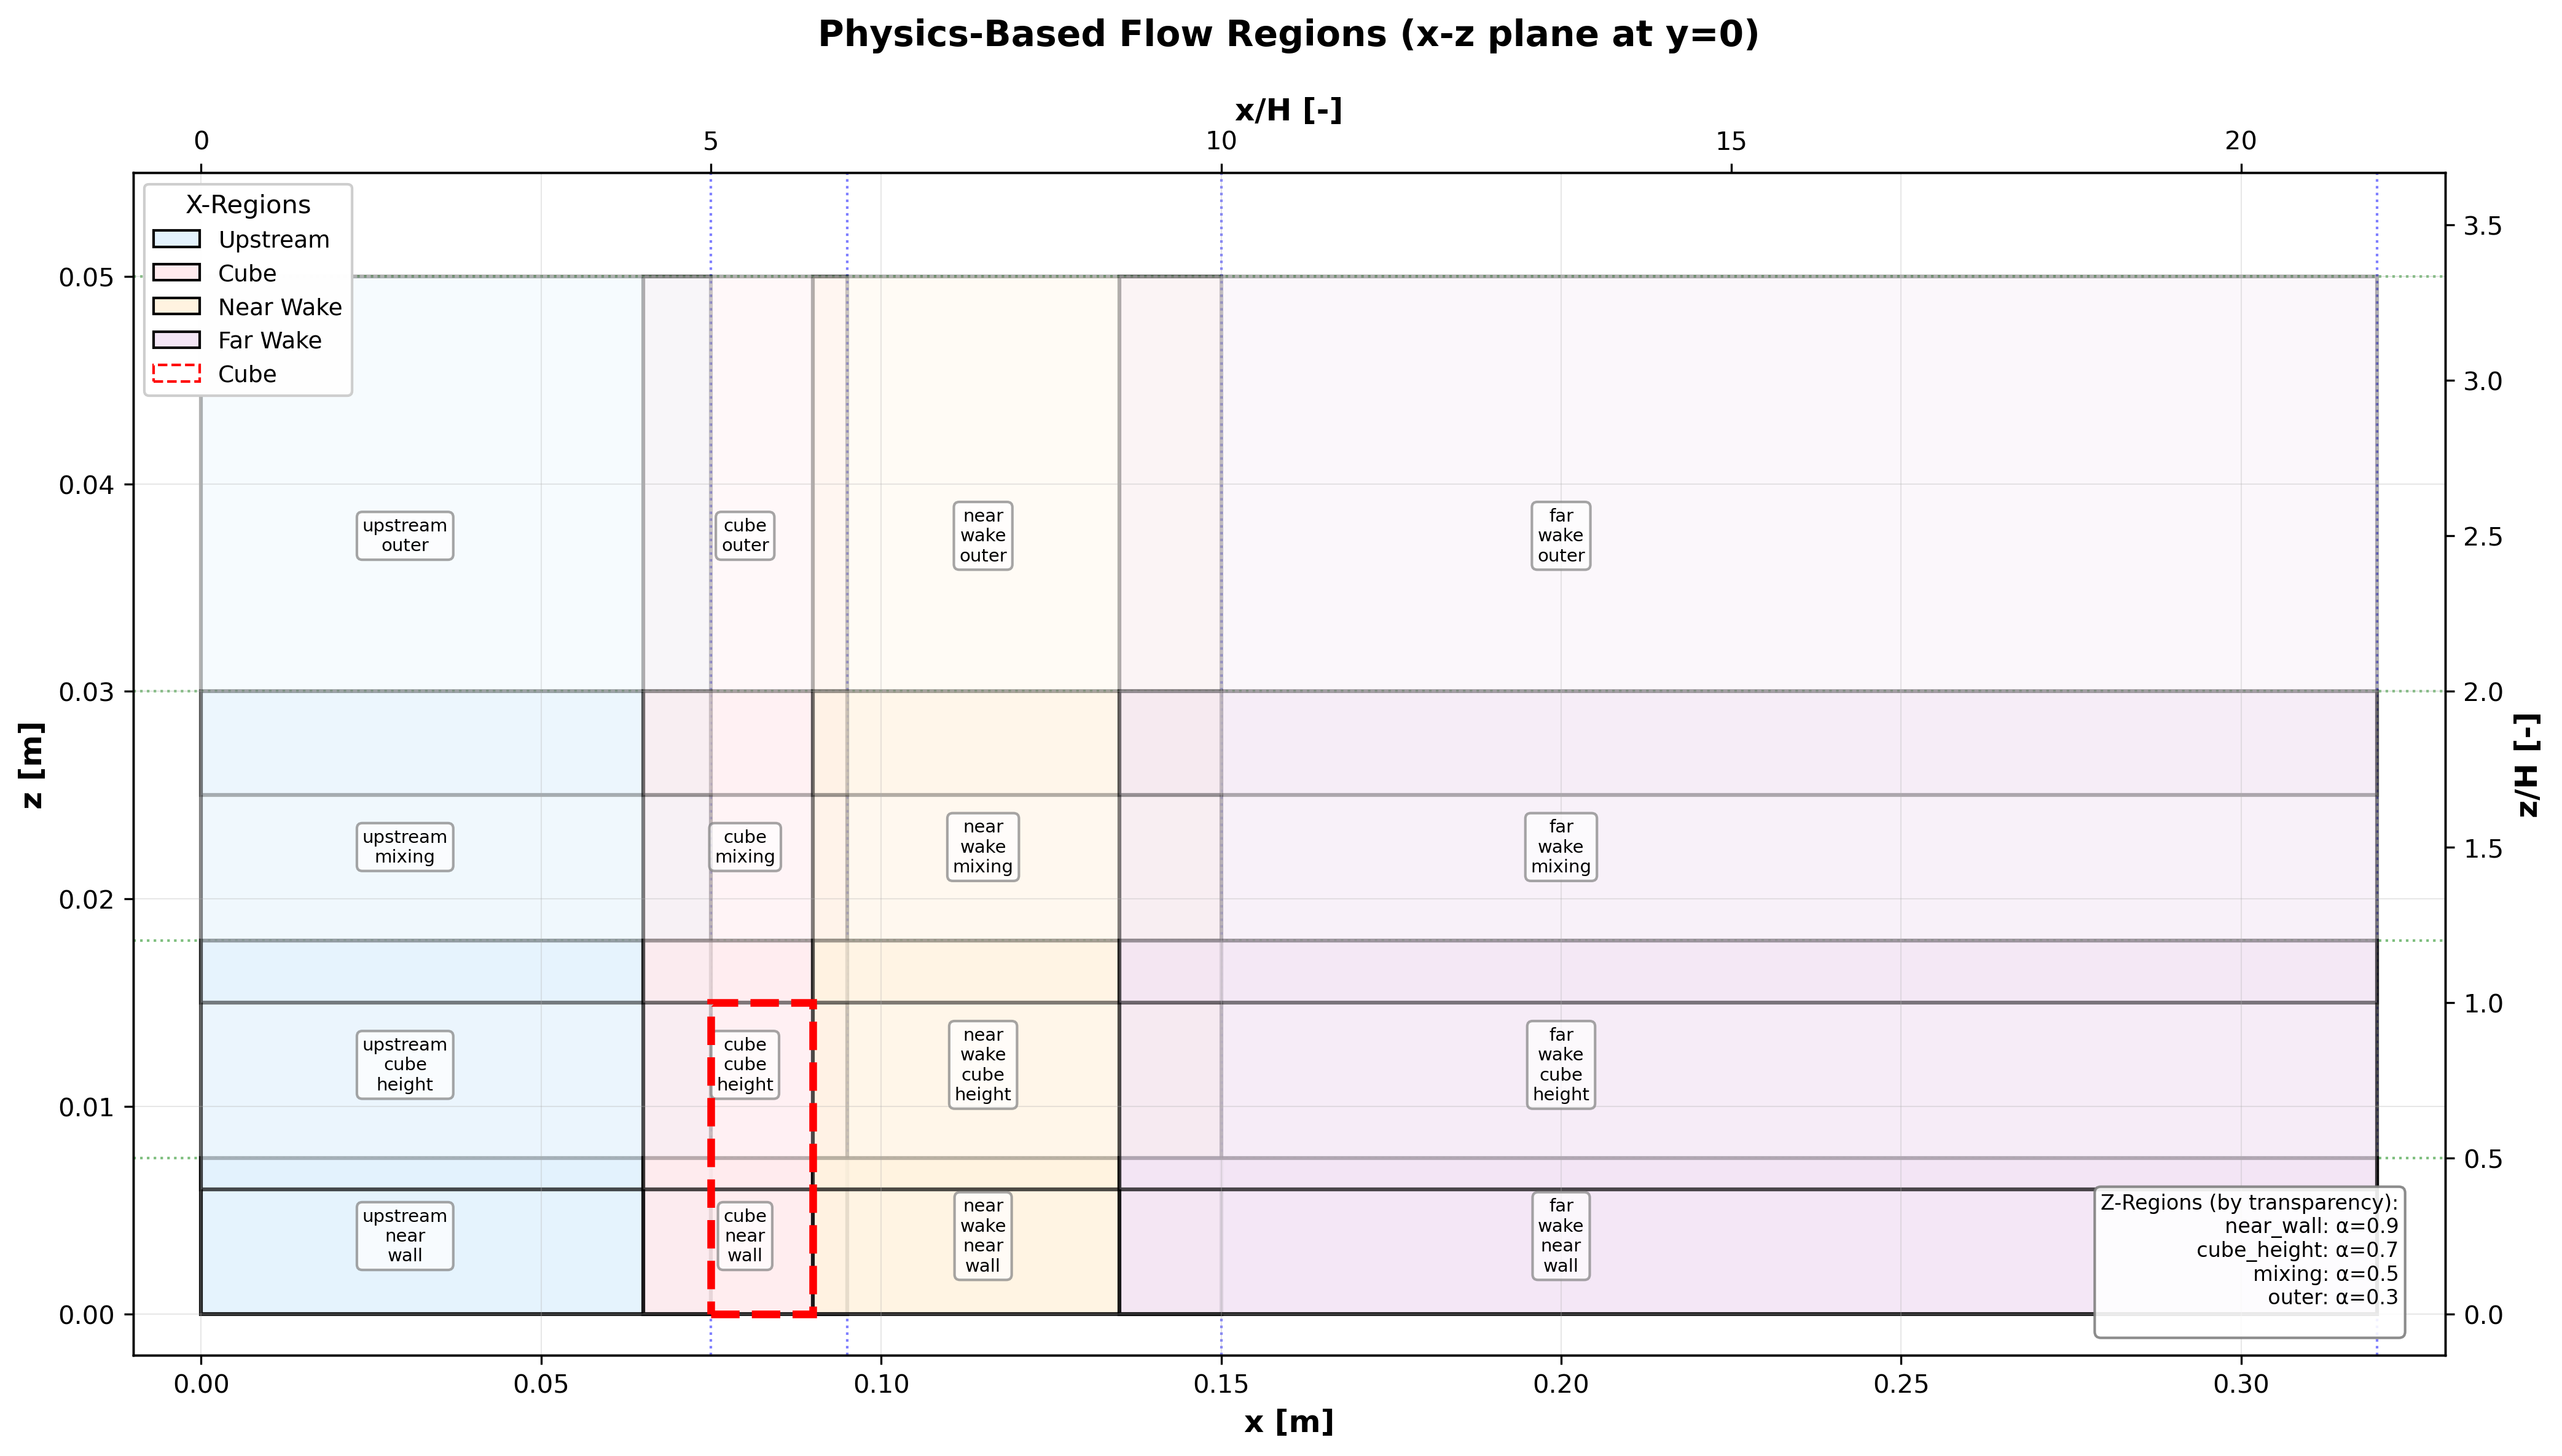 Physics-Based Flow Regions (x-z plane at y=0)
x/H [-]
0 5 10 15 20
X-Regions
Upstream
Cube
Near Wake
Far Wake
Cube
z [m]
0.05
0.04
0.03
0.02
0.01
0.00
z/H [-]
3.5
3.0
2.5
2.0
1.5
1.0
0.5
0.0
upstream
outer
cube
outer
near
wake
outer
far
wake
outer
upstream
mixing
cube
mixing
near
wake
mixing
far
wake
mixing
upstream
cube
height
cube
cube
height
near
wake
cube
height
far
wake
cube
height
upstream
near
wall
cube
near
wall
near
wake
near
wall
far
wake
near
wall
Z-Regions (by transparency):
near_wall: α=0.9
cube_height: α=0.7
mixing: α=0.5
outer: α=0.3
0.00 0.05 0.10 0.15 0.20 0.25 0.30
x [m]